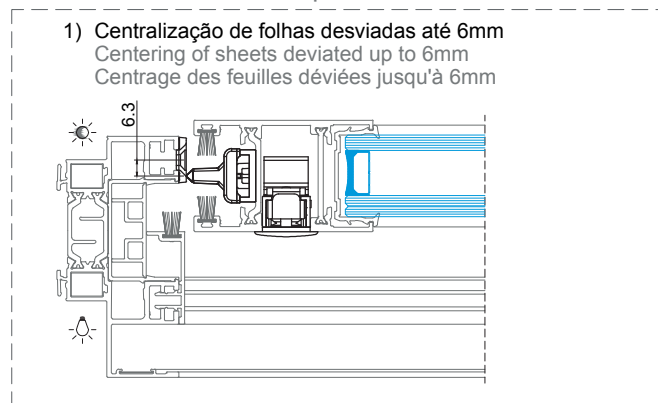 1) Centralização de folhas desviadas até 6mm
Centering of sheets deviated up to 6mm
Centrage des feuilles déviées jusqu'à 6mm
6.3